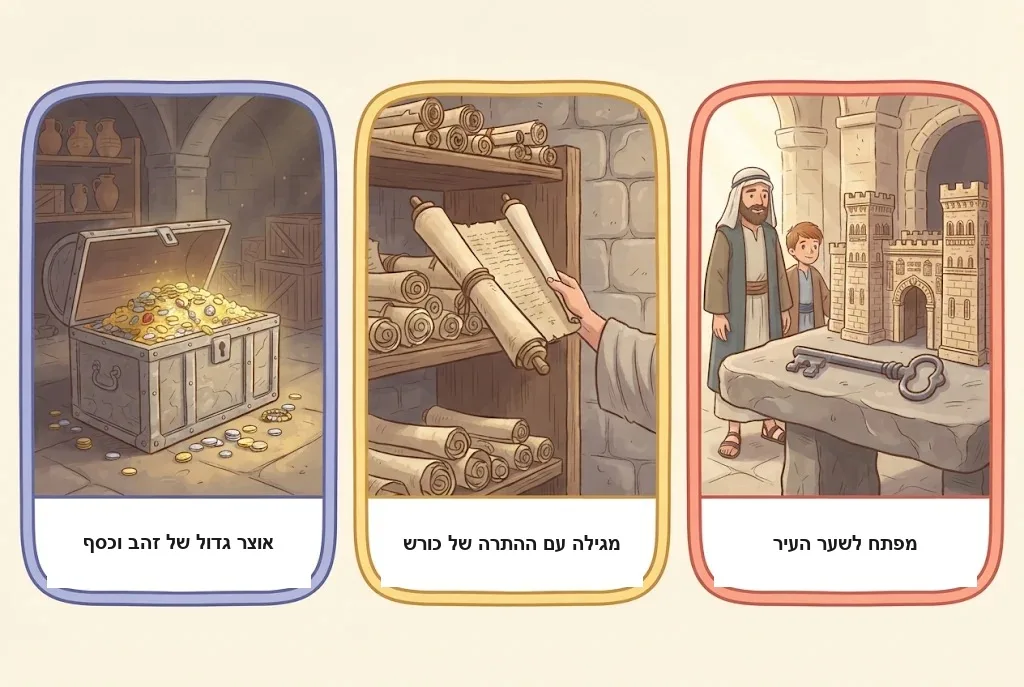 מפתח לשער העיר
מגילה עם ההתרה של כורש
אוצר גדול של זהב וכסף